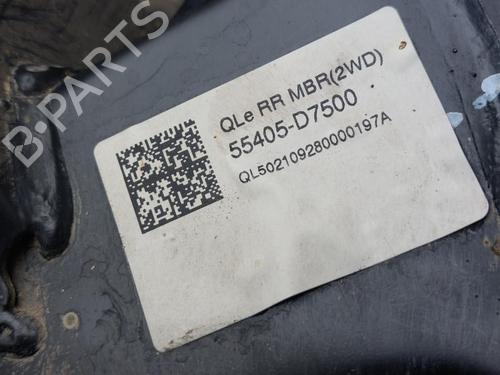 B-PARTS
QLe RR MBR(2WD)
55405-D7500
QL502109280000197A